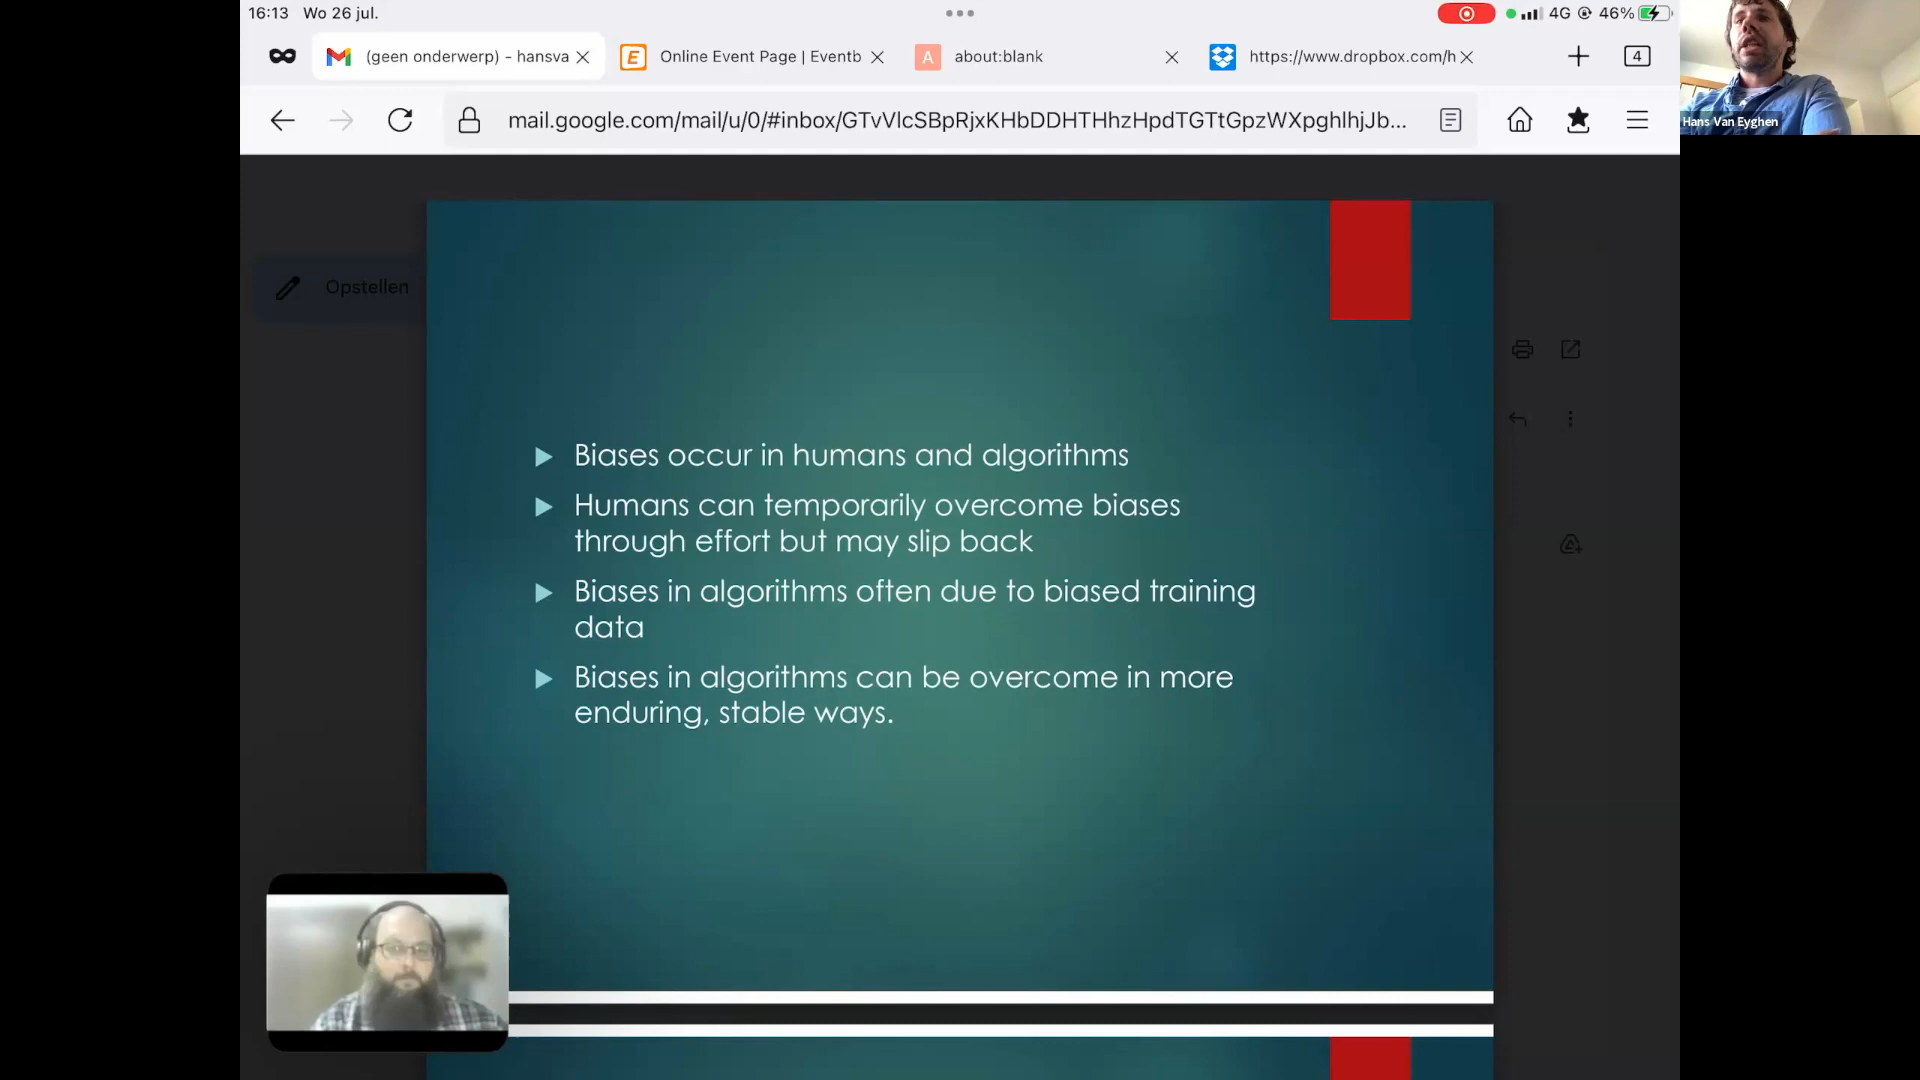 16:13 Wo 26 jul.
4G 46%
(geen onderwerp) - hansva
E Online Event Page | Eventb
A about:blank
https://www.dropbox.com/h
4
mail.google.com/mail/u/0/#inbox/GTvVlcSBpRjxKHbDDHTHhzHpdTGTtGpzWXpghlhjJb...
Hans Van Eyghen
Opstellen
Biases occur in humans and algorithms
Humans can temporarily overcome biases
through effort but may slip back
Biases in algorithms often due to biased training
data
Biases in algorithms can be overcome in more
enduring, stable ways.